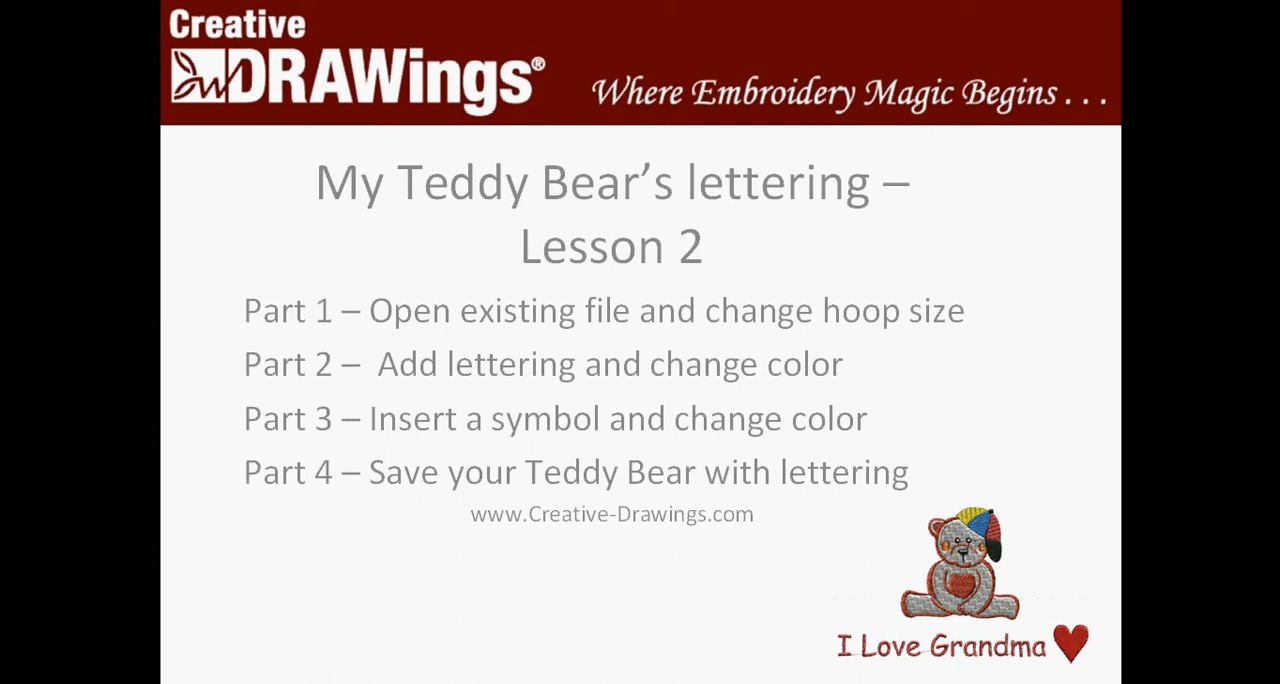 Creative
DRAWings®
Where Embroidery Magic Begins . . .
My Teddy Bear’s lettering –
Lesson 2
Part 1 – Open existing file and change hoop size
Part 2 –  Add lettering and change color
Part 3 – Insert a symbol and change color
Part 4 – Save your Teddy Bear with lettering
www.Creative-Drawings.com
I Love Grandma